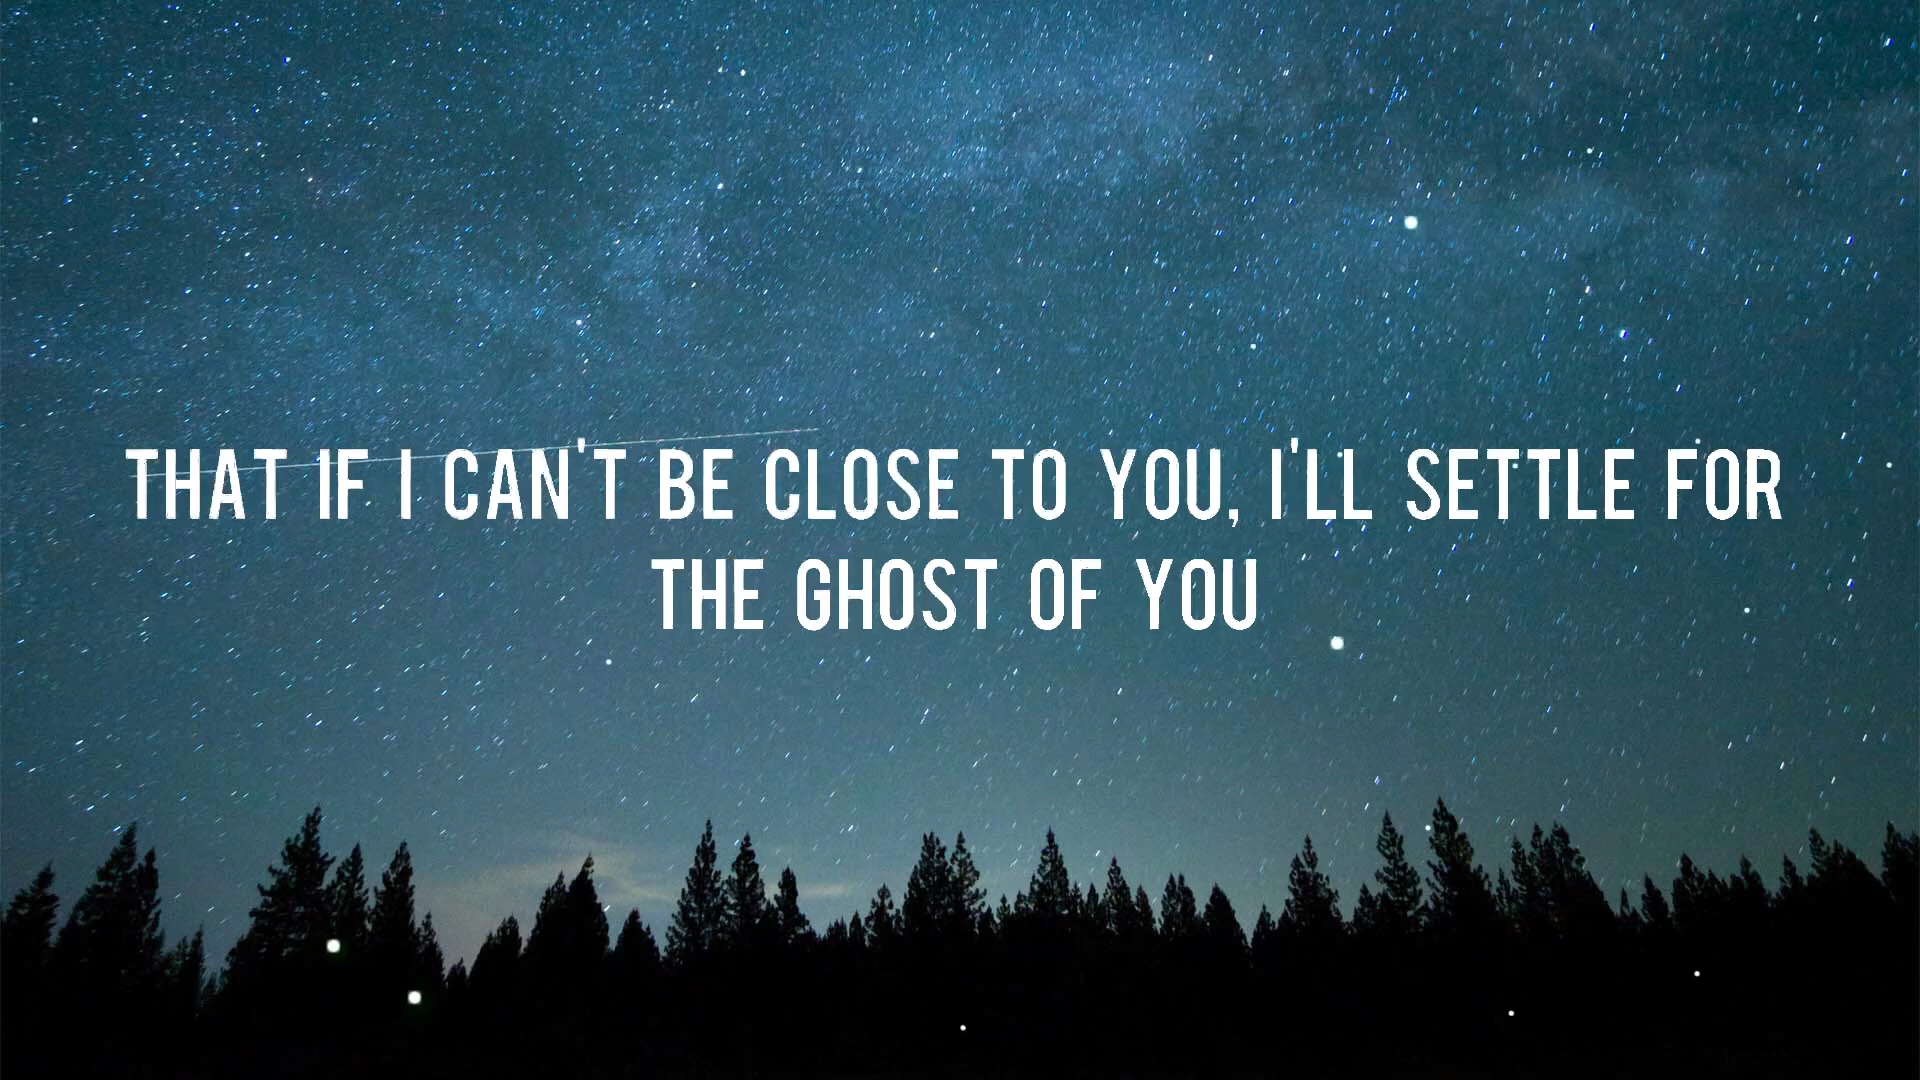 THAT IF I CAN'T BE CLOSE TO YOU, I'LL SETTLE FOR
THE GHOST OF YOU